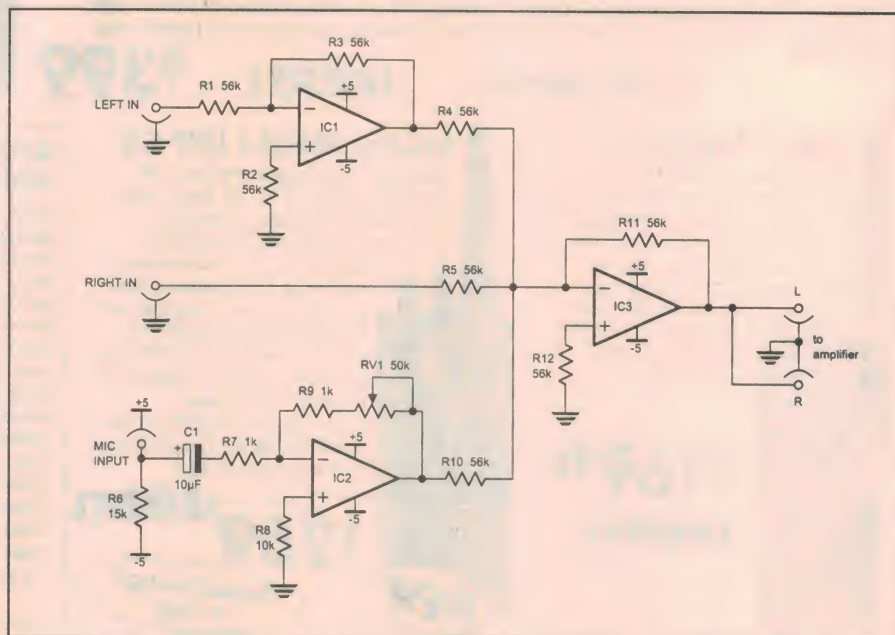 R3 56k
R1 56k
LEFT IN
+5
IC1
-5
R2
56k
R4 56k
RIGHT IN
R5 56k
R11 56k
+5
IC3
-5
R12
56k
L
to
amplifier
R
RV1 50k
R9 1k
+5
MIC
INPUT
C1
+
10µF
R7 1k
+5
IC2
-5
R10 56k
R6
15k
-5
R8
10k